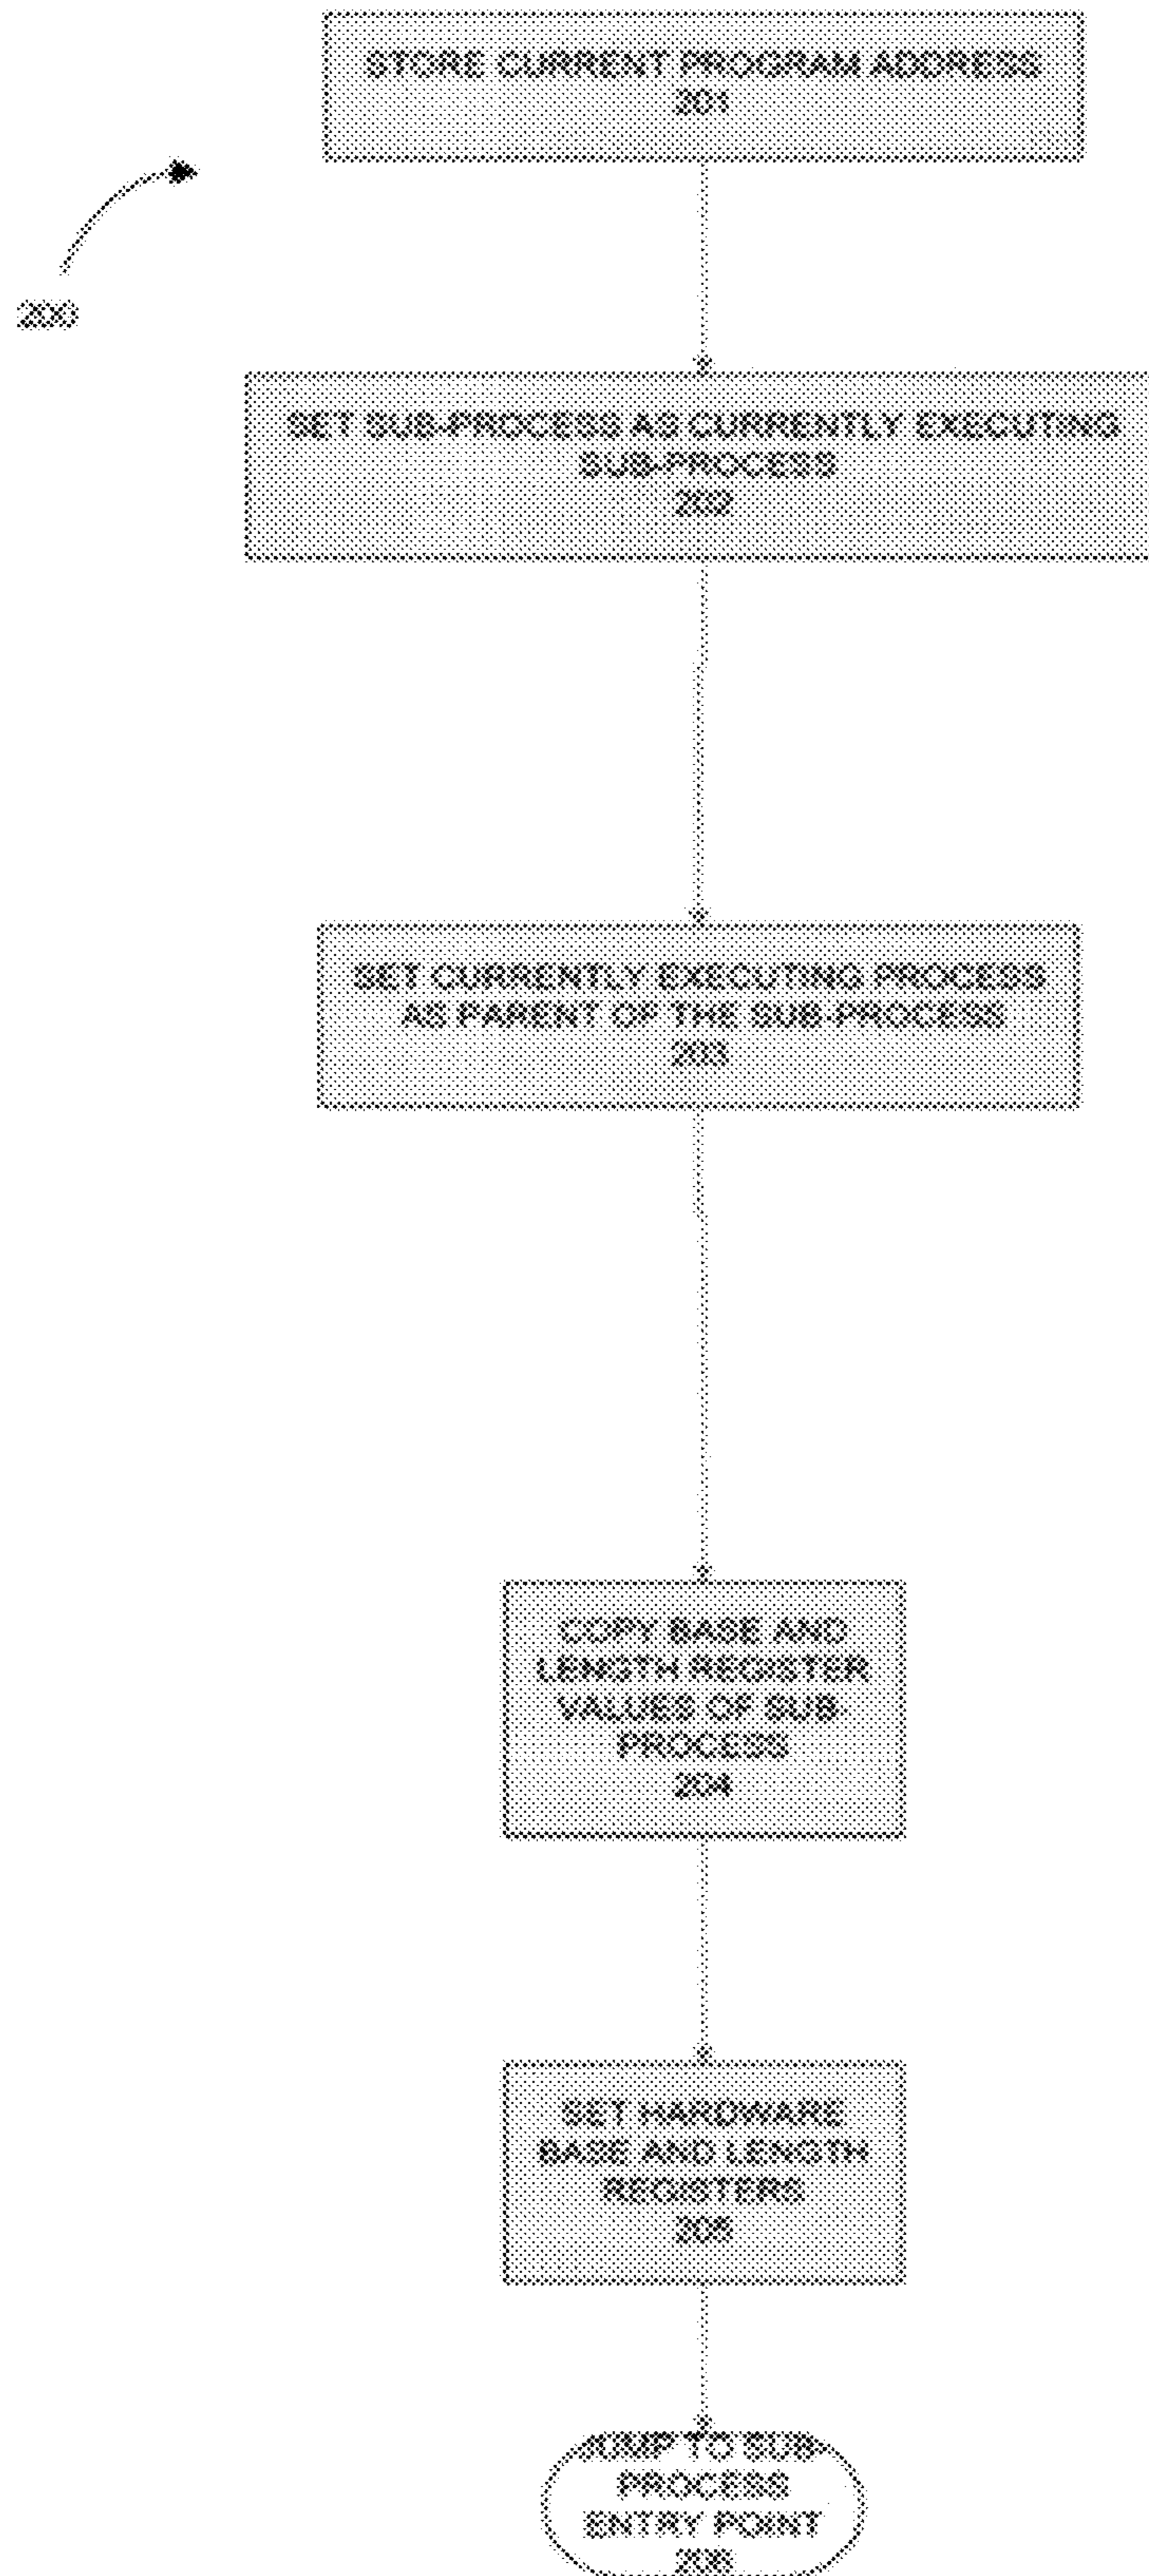 STORE CURRENT PROGRAM ADDRESS
201
200
SET SUB-PROCESS AS CURRENTLY EXECUTING
SUB-PROCESS
202
SET CURRENTLY EXECUTING PROCESS
AS PARENT OF THE SUB-PROCESS
203
COPY BASE AND
LENGTH REGISTER
VALUES OF SUB-
PROCESS
204
SET HARDWARE
BASE AND LENGTH
REGISTERS
205
JUMP TO SUB-
PROCESS
ENTRY POINT
206